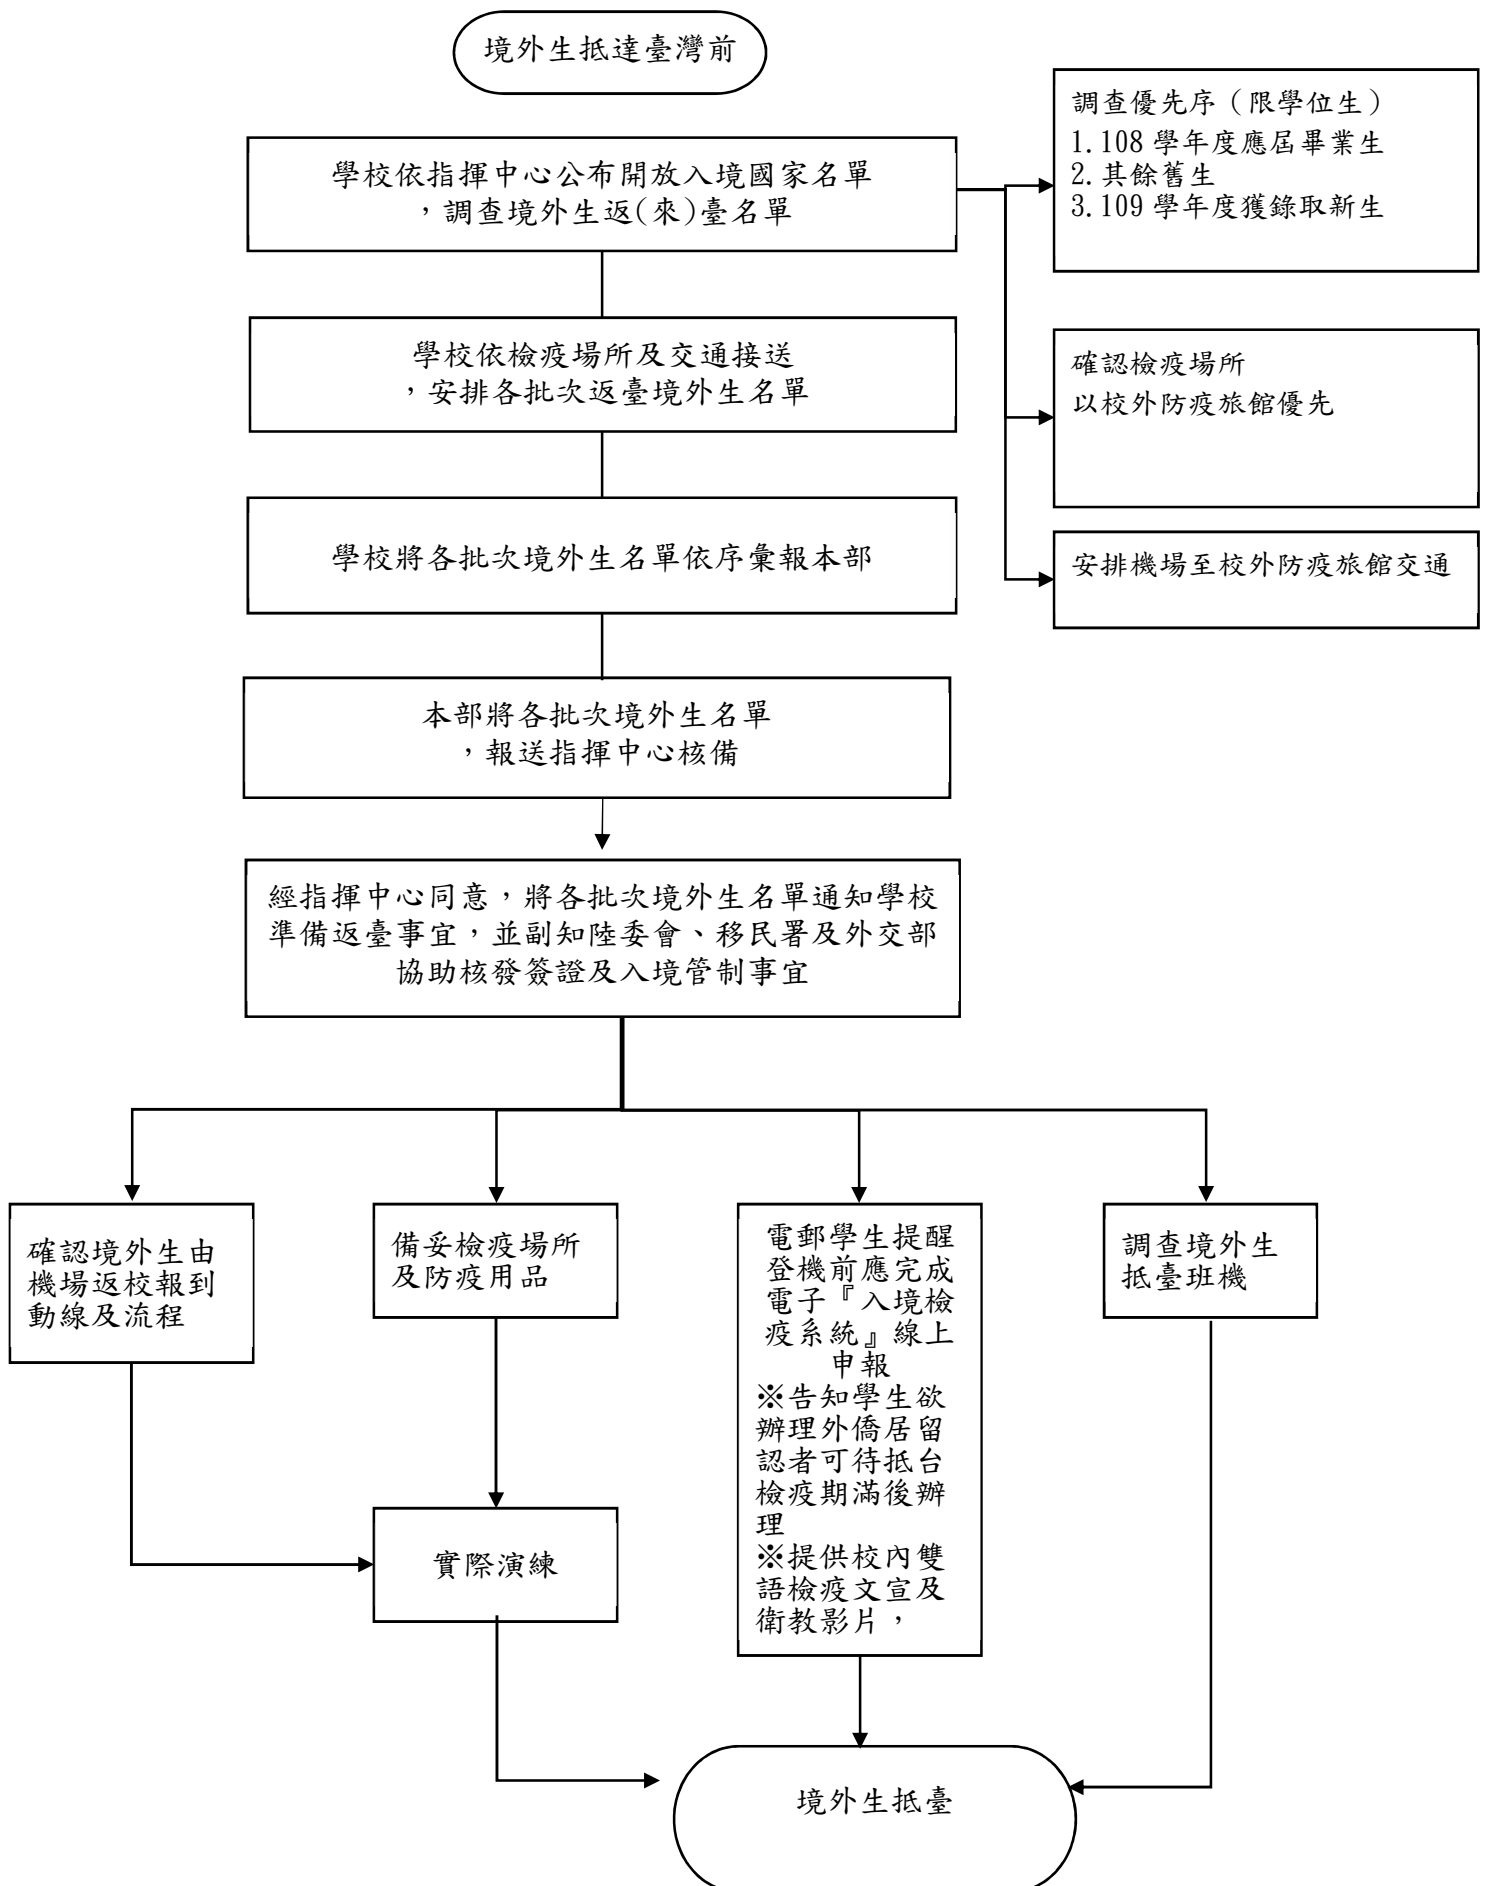 境外生抵達臺灣前
學校依指揮中心公布開放入境國家名單
,調查境外生返(來)臺名單
調查優先序(限學位生)
1.108學年度應屆畢業生
2.其餘舊生
3.109學年度獲錄取新生
學校依檢疫場所及交通接送
,安排各批次返臺境外生名單
確認檢疫場所
以校外防疫旅館優先
學校將各批次境外生名單依序彙報本部
安排機場至校外防疫旅館交通
本部將各批次境外生名單
,報送指揮中心核備
經指揮中心同意,將各批次境外生名單通知學校
準備返臺事宜,並副知陸委會、移民署及外交部
協助核發簽證及入境管制事宜
確認境外生由
機場返校報到
動線及流程
備妥檢疫場所
及防疫用品
電郵學生提醒
登機前應完成
電子『入境檢
疫系統』線上
申報
※告知學生欲
辦理外僑居留
認者可待抵台
檢疫期滿後辦
理
※提供校內雙
語檢疫文宣及
衛教影片,
調查境外生
抵臺班機
實際演練
境外生抵臺